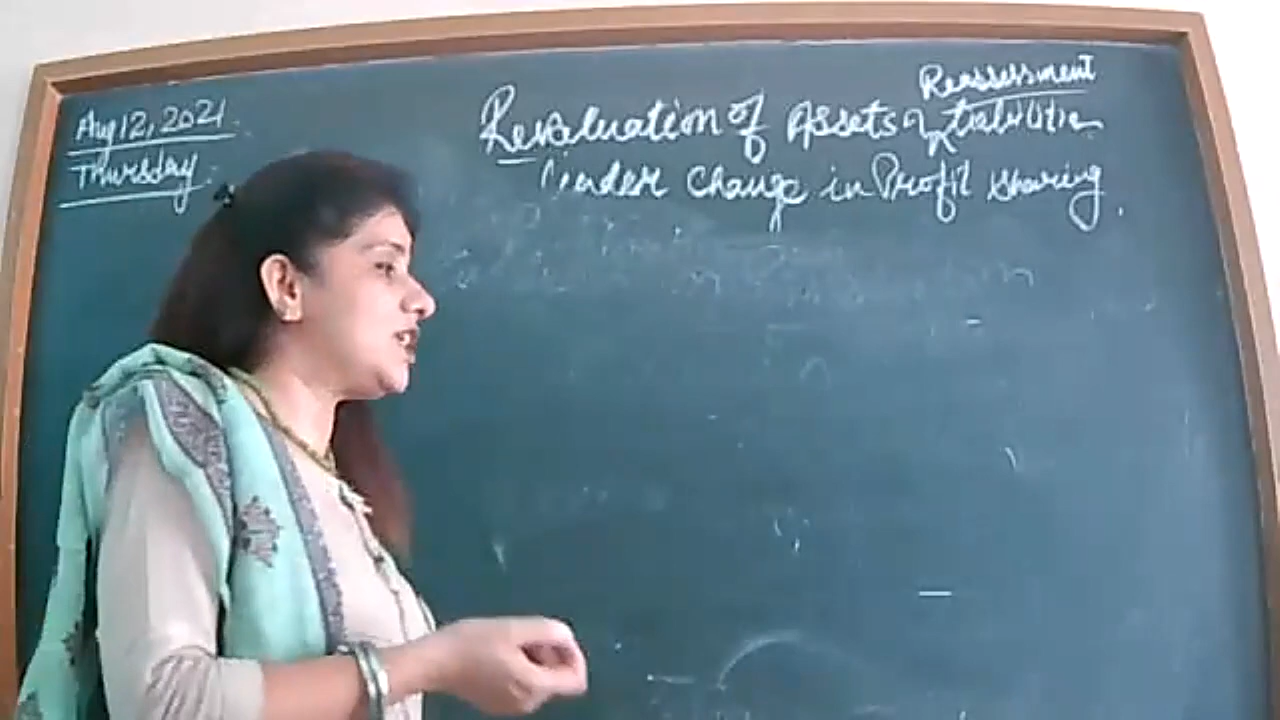 Aug 12, 2021
Thursday
Reassessment
Revaluation of Assets & Liabilities
Under Change in Profit sharing